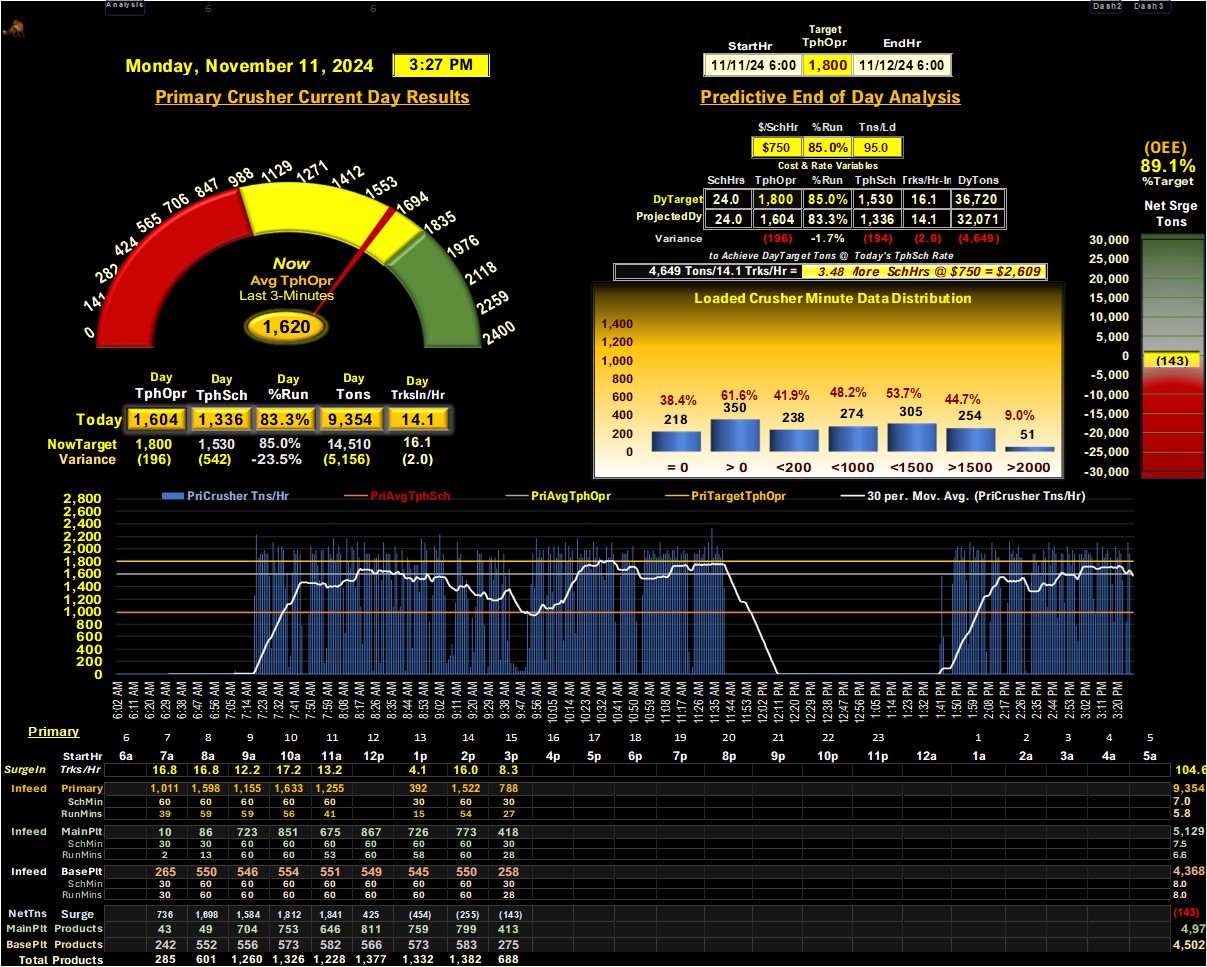 Analysis
6 6
Dash2 Dash3
Monday, November 11, 2024 3:27 PM
Primary Crusher Current Day Results
0 141 282 424 565 706 847 988 1129 1271 1412 1553 1694 1835 1976 2118 2259 2400
Now
Avg TphOpr
Last 3-Minutes
1,620
Day Day Day Day Day
TphOpr TphSch %Run Tons TrksIn/Hr
Today 1,604 1,336 83.3% 9,354 14.1
NowTarget 1,800 1,530 85.0% 14,510 16.1
Variance (196) (542) -23.5% (5,156) (2.0)
Target
StartHr TphOpr EndHr
11/11/24 6:00 1,800 11/12/24 6:00
Predictive End of Day Analysis
$/SchHr %Run Tns/Ld
$750 85.0% 95.0
Cost & Rate Variables
SchHrs TphOpr %Run TphSch Trks/Hr-In DyTons
DyTarget 24.0 1,800 85.0% 1,530 16.1 36,720
ProjectedDy 24.0 1,604 83.3% 1,336 14.1 32,071
Variance (196) -1.7% (194) (2.0) (4,649)
to Achieve DayTarget Tons @ Today's TphSch Rate
4,649 Tons/14.1 Trks/Hr = 3.48 More SchHrs @ $750 = $2,609
Loaded Crusher Minute Data Distribution
1,400
1,200
1,000
800
600
400
200
0
38.4% 61.6% 41.9% 48.2% 53.7% 44.7% 9.0%
218 350 238 274 305 254 51
= 0 > 0 <200 <1000 <1500 >1500 >2000
(OEE)
89.1%
%Target
Net Srge
Tons
30,000
25,000
20,000
15,000
10,000
5,000
0
(143)
-5,000
-10,000
-15,000
-20,000
-25,000
-30,000
PriCrusher Tns/Hr PriAvgTphSch PriAvgTphOpr PriTargetTphOpr 30 per. Mov. Avg. (PriCrusher Tns/Hr)
2,800
2,600
2,400
2,200
2,000
1,800
1,600
1,400
1,200
1,000
800
600
400
200
0
6:02 AM 6:11 AM 6:20 AM 6:29 AM 6:38 AM 6:47 AM 6:56 AM 7:05 AM 7:14 AM 7:23 AM 7:32 AM 7:41 AM 7:50 AM 7:59 AM 8:08 AM 8:17 AM 8:26 AM 8:35 AM 8:44 AM 8:53 AM 9:02 AM 9:11 AM 9:20 AM 9:29 AM 9:38 AM 9:47 AM 9:56 AM 10:05 AM 10:14 AM 10:23 AM 10:32 AM 10:41 AM 10:50 AM 10:59 AM 11:08 AM 11:17 AM 11:26 AM 11:35 AM 11:44 AM 11:53 AM 12:02 PM 12:11 PM 12:20 PM 12:29 PM 12:38 PM 12:47 PM 12:56 PM 1:05 PM 1:14 PM 1:23 PM 1:32 PM 1:41 PM 1:50 PM 1:59 PM 2:08 PM 2:17 PM 2:26 PM 2:35 PM 2:44 PM 2:53 PM 3:02 PM 3:11 PM 3:20 PM
Primary 6 7 8 9 10 11 12 13 14 15 16 17 18 19 20 21 22 23 1 2 3 4 5
StartHr 6a 7a 8a 9a 10a 11a 12p 1p 2p 3p 4p 5p 6p 7p 8p 9p 10p 11p 12a 1a 2a 3a 4a 5a
SurgeIn Trks/Hr 16.8 16.8 12.2 17.2 13.2 4.1 16.0 8.3 104.6
Infeed Primary 1,011 1,598 1,155 1,633 1,255 392 1,522 788 9,354
SchMin 60 60 60 60 60 30 60 30 7.0
RunMins 39 59 59 56 41 15 54 27 5.8
Infeed MainPlt 10 86 723 851 675 867 726 773 418 5,129
SchMin 30 30 60 60 60 60 60 60 30 7.5
RunMins 2 13 60 60 53 60 58 60 28 6.6
Infeed BasePlt 265 550 546 554 551 549 545 550 258 4,368
SchMin 30 60 60 60 60 60 60 60 30 8.0
RunMins 30 60 60 60 60 60 60 60 28 8.0
NetTns Surge 736 1,698 1,584 1,812 1,841 425 (454) (255) (143) (143)
MainPlt Products 43 49 704 753 646 811 759 799 413 4,97
BasePlt Products 242 552 556 573 582 566 573 583 275 4,502
Total Products 285 601 1,260 1,326 1,228 1,377 1,332 1,382 688